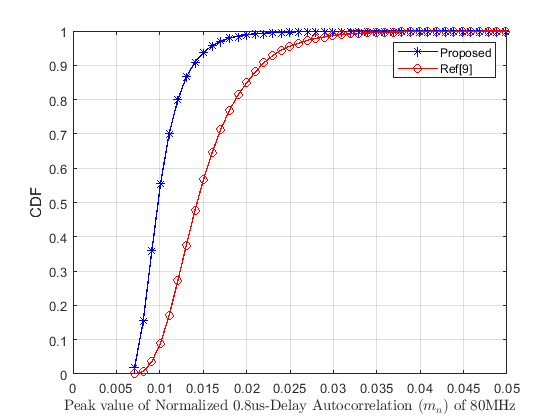 1
0.9
0.8
0.7
0.6
0.5
0.4
0.3
0.2
0.1
0
CDF
Proposed
Ref[9]
0 0.005 0.01 0.015 0.02 0.025 0.03 0.035 0.04 0.045 0.05
Peak value of Normalized 0.8us-Delay Autocorrelation (mₙ) of 80MHz